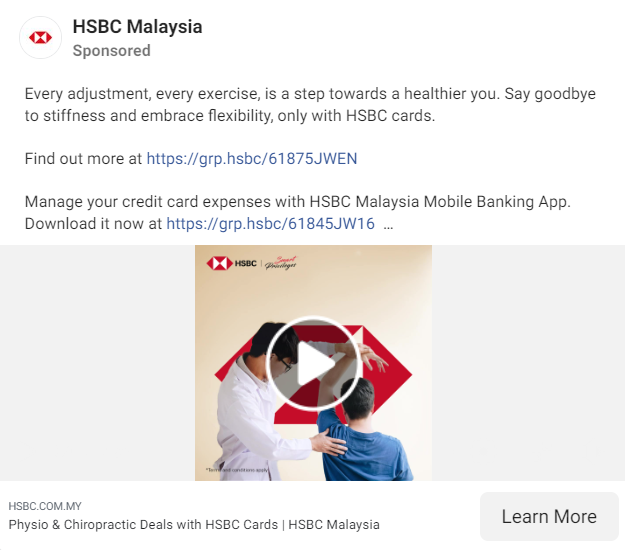 HSBC Malaysia
Sponsored
Every adjustment, every exercise, is a step towards a healthier you. Say goodbye
to stiffness and embrace flexibility, only with HSBC cards.
Find out more at https://grp.hsbc/61875JWEN
Manage your credit card expenses with HSBC Malaysia Mobile Banking App.
Download it now at https://grp.hsbc/61845JW16 ...
HSBC | Smart Privileges
*Terms and conditions apply
HSBC.COM.MY
Physio & Chiropractic Deals with HSBC Cards | HSBC Malaysia
Learn More